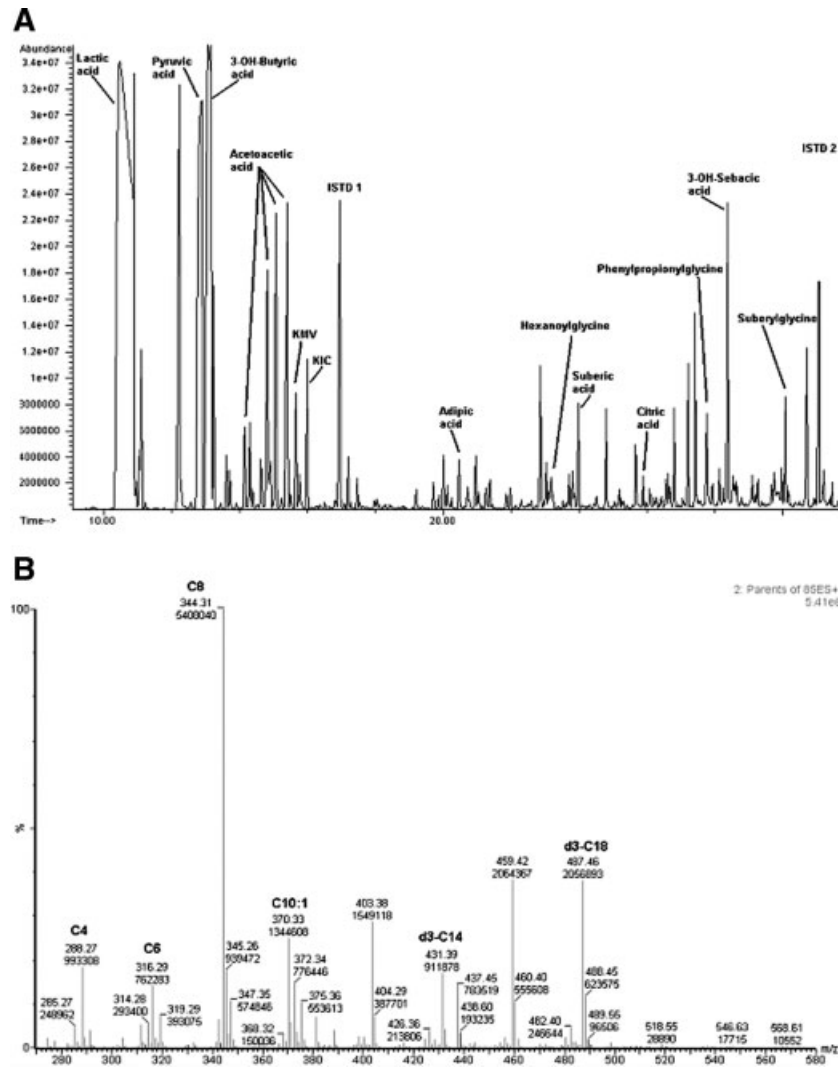 A
Abundance
3.4e+07
3.2e+07
3e+07
2.8e+07
2.6e+07
2.4e+07
2.2e+07
2e+07
1.8e+07
1.6e+07
1.4e+07
1.2e+07
1e+07
8000000
6000000
4000000
2000000
Time-->
10.00
20.00
Lactic
acid
Pyruvic
acid
3-OH-Butyric
acid
Acetoacetic
acid
ISTD 1
KMV
KIC
Adipic
acid
Hexanoylglycine
Suberic
acid
Citric
acid
Phenylpropionylglycine
3-OH-Sebacic
acid
Suberylglycine
ISTD 2
B
2: Parents of 85ES+
5.41e6
100
%
0
C4
288.27
993308
285.27
248962
C6
316.29
762283
314.28
293400
319.29
393075
C8
344.31
5408040
345.26
939472
347.35
574846
C10:1
370.33
1344608
368.32
150036
372.34
776446
375.36
553613
403.38
1549118
404.29
387701
d3-C14
431.39
911878
426.36
213806
437.45
783519
438.60
193235
459.42
2064367
460.40
555608
482.40
246644
d3-C18
487.46
2056893
488.45
623575
489.55
96506
518.55
28890
546.63
17715
568.61
10552
280
300
320
340
360
380
400
420
440
460
480
500
520
540
560
580
m/z